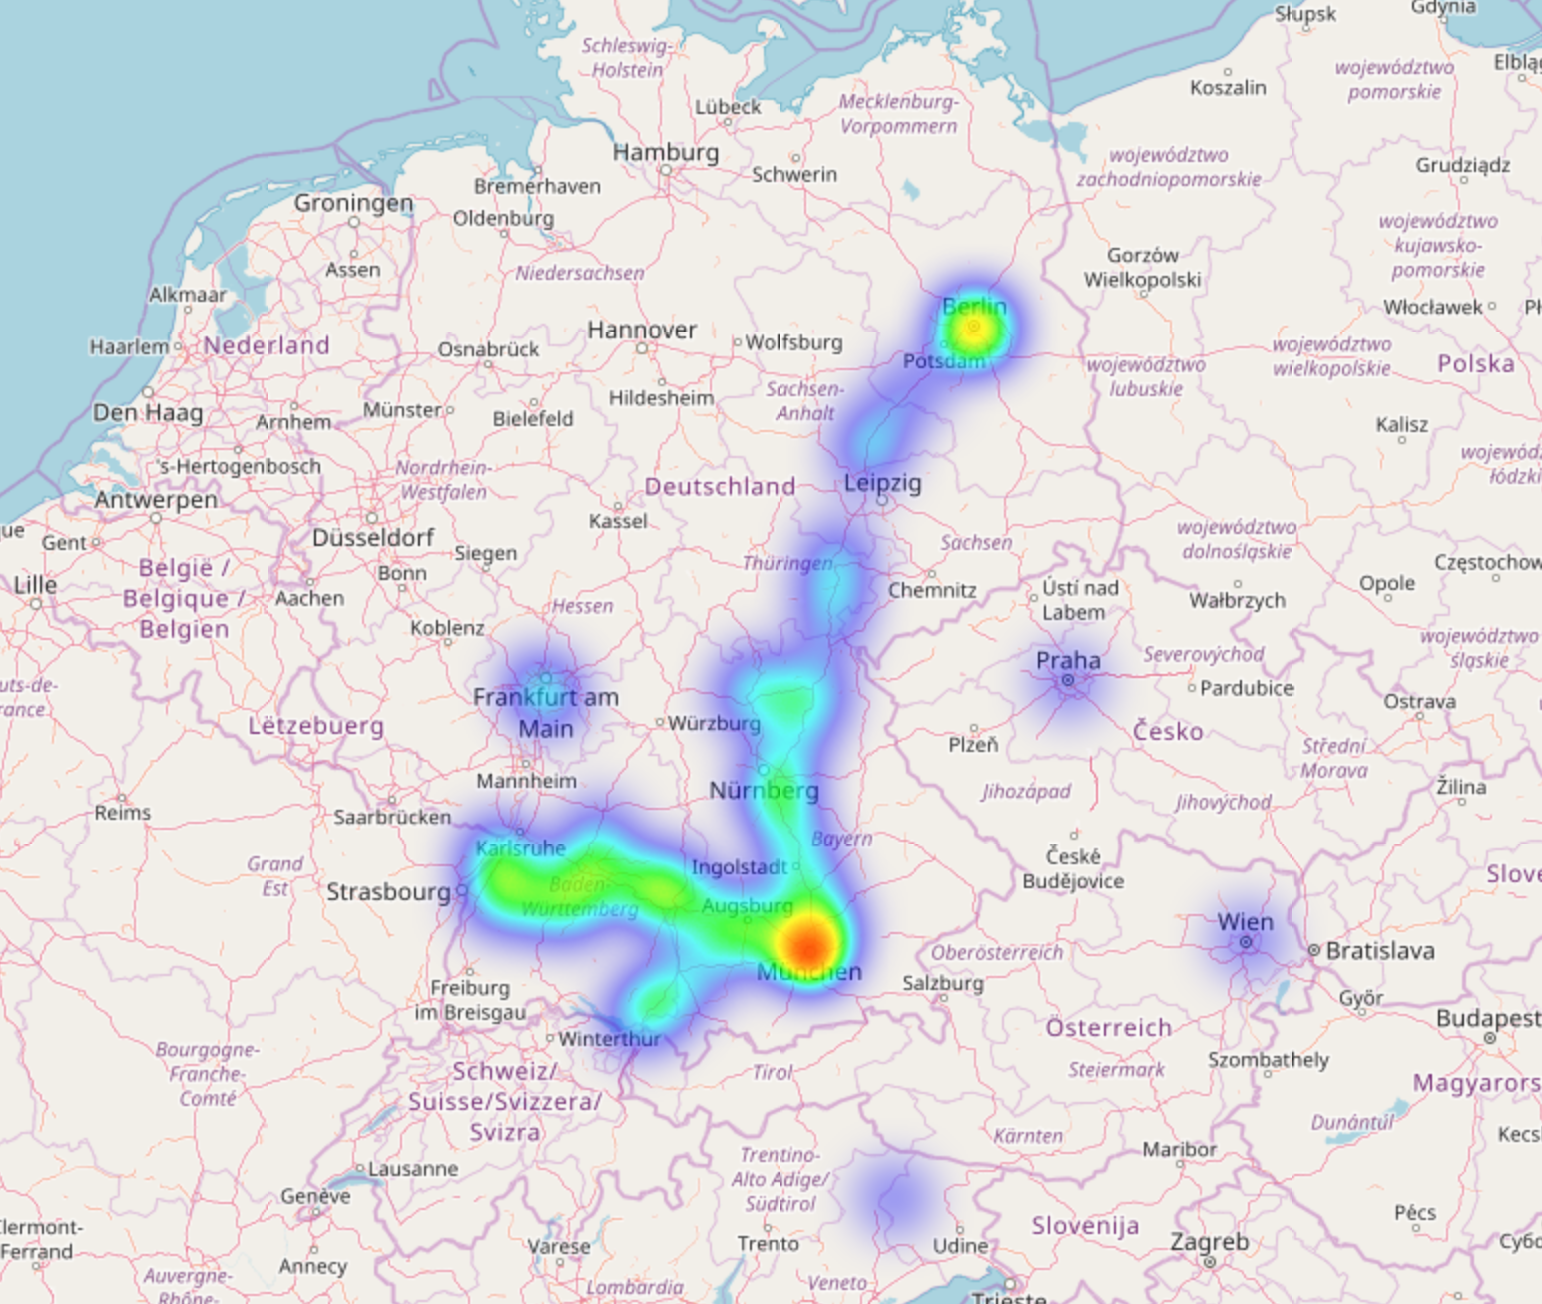 Słupsk
Gdynia
Schleswig-
Holstein
Elbląg
Koszalin
województwo
pomorskie
Lübeck
Mecklenburg-
Vorpommern
Hamburg
Schwerin
województwo
zachodniopomorskie
Grudziądz
Bremerhaven
Groningen
Oldenburg
województwo
kujawsko-
pomorskie
Assen
Niedersachsen
Gorzów
Wielkopolski
Alkmaar
Berlin
Włocławek
Haarlem
Nederland
Osnabrück
Hannover
Wolfsburg
Potsdam
województwo
lubuskie
województwo
wielkopolskie
Polska
Den Haag
Arnhem
Münster
Bielefeld
Hildesheim
Sachsen-
Anhalt
Kalisz
's-Hertogenbosch
Nordrhein-
Westfalen
Deutschland
Leipzig
województwo
łódzkie
Antwerpen
Kassel
Gent
Düsseldorf
Siegen
Thüringen
Sachsen
województwo
dolnośląskie
Lille
België /
Belgique /
Belgien
Aachen
Bonn
Hessen
Chemnitz
Ústí nad
Labem
Wałbrzych
Opole
Częstochow
Koblenz
województwo
śląskie
uts-de-
rance
Frankfurt am
Main
Praha
Severovýchod
Pardubice
Ostrava
Lëtzebuerg
Würzburg
Plzeň
Česko
Střední
Morava
Mannheim
Nürnberg
Jihozápad
Jihovýchod
Žilina
Reims
Saarbrücken
Karlsruhe
Bayern
Grand
Est
Strasbourg
Baden-
Württemberg
Ingolstadt
Augsburg
České
Budějovice
Slove
Wien
Bratislava
München
Oberösterreich
Salzburg
Freiburg
im Breisgau
Győr
Winterthur
Österreich
Budapest
Bourgogne-
Franche-
Comté
Schweiz/
Suisse/Svizzera/
Svizra
Tirol
Steiermark
Szombathely
Magyarors
Dunántúl
Kärnten
Maribor
Kecsk
Lausanne
Trentino-
Alto Adige/
Südtirol
Genève
Slovenija
Pécs
Clermont-
Ferrand
Annecy
Varese
Trento
Udine
Zagreb
Auvergne-
Rhône-
Lombardia
Veneto
Trieste